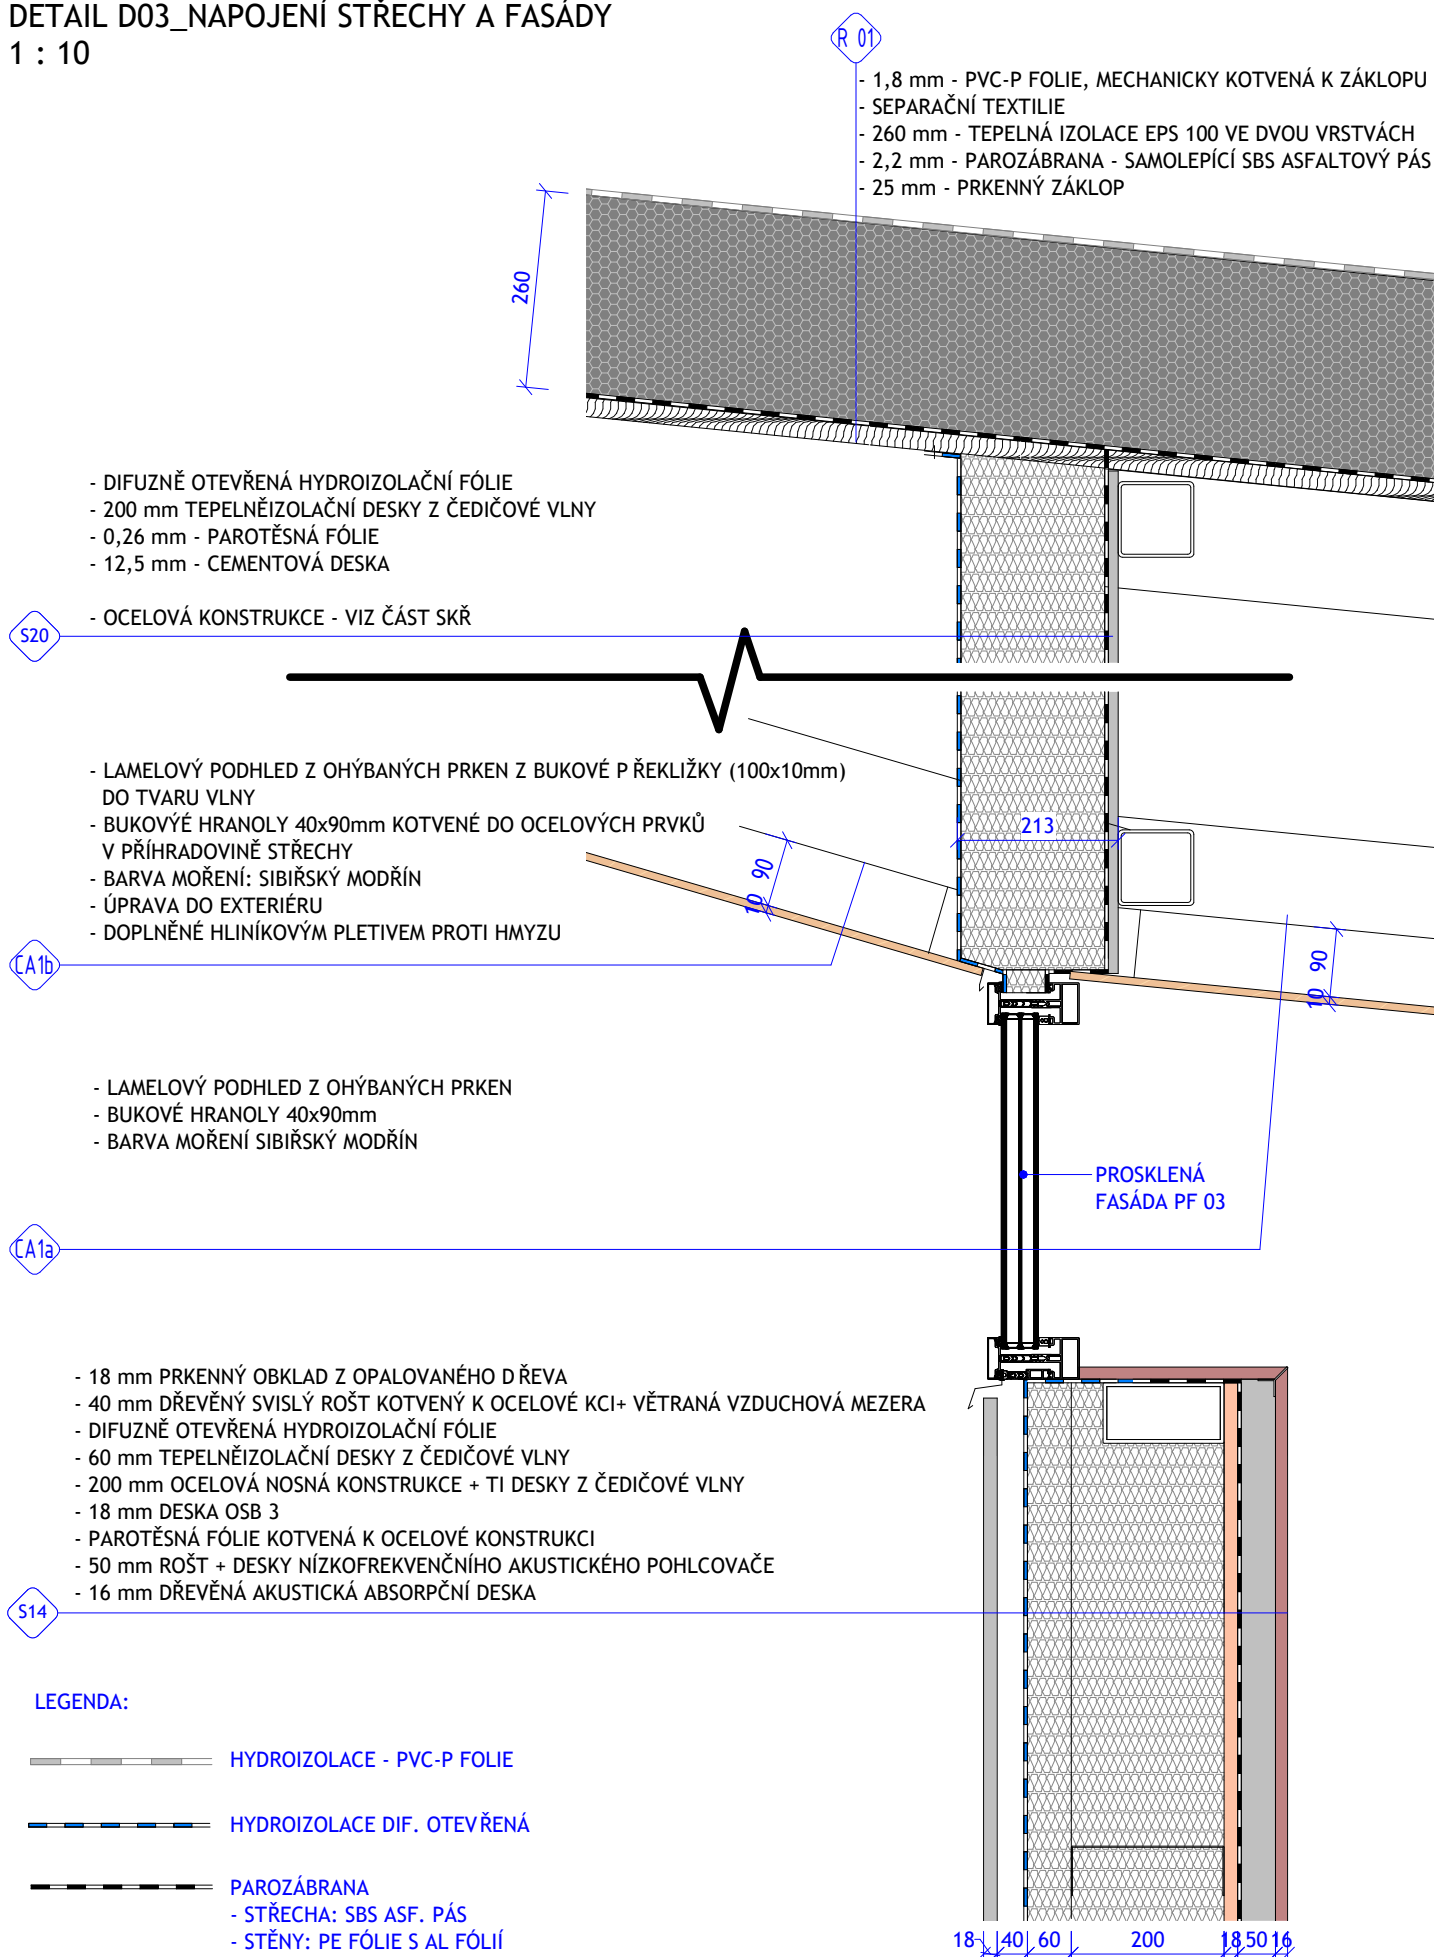 DETAIL D03_NAPOJENÍ STŘECHY A FASÁDY
1 : 10
R 01
- 1,8 mm - PVC-P FOLIE, MECHANICKY KOTVENÁ K ZÁKLOPU
- SEPARAČNÍ TEXTILIE
- 260 mm - TEPELNÁ IZOLACE EPS 100 VE DVOU VRSTVÁCH
- 2,2 mm - PAROZÁBRANA - SAMOLEPÍCÍ SBS ASFALTOVÝ PÁS
- 25 mm - PRKENNÝ ZÁKLOP
260
- DIFUZNĚ OTEVŘENÁ HYDROIZOLAČNÍ FÓLIE
- 200 mm TEPELNĚIZOLAČNÍ DESKY Z ČEDIČOVÉ VLNY
- 0,26 mm - PAROTĚSNÁ FÓLIE
- 12,5 mm - CEMENTOVÁ DESKA
- OCELOVÁ KONSTRUKCE - VIZ ČÁST SKŘ
S20
- LAMELOVÝ PODHLED Z OHÝBANÝCH PRKEN Z BUKOVÉ PŘEKLIŽKY (100x10mm)
DO TVARU VLNY
- BUKOVÝÉ HRANOLY 40x90mm KOTVENÉ DO OCELOVÝCH PRVKŮ
V PŘÍHRADOVINĚ STŘECHY
- BARVA MOŘENÍ: SIBIŘSKÝ MODŘÍN
- ÚPRAVA DO EXTERIÉRU
- DOPLNĚNÉ HLINÍKOVÝM PLETIVEM PROTI HMYZU
CA1b
213
10 90
10 90
- LAMELOVÝ PODHLED Z OHÝBANÝCH PRKEN
- BUKOVÉ HRANOLY 40x90mm
- BARVA MOŘENÍ SIBIŘSKÝ MODŘÍN
PROSKLENÁ
FASÁDA PF 03
CA1a
- 18 mm PRKENNÝ OBKLAD Z OPALOVANÉHO DŘEVA
- 40 mm DŘEVĚNÝ SVISLÝ ROŠT KOTVENÝ K OCELOVÉ KCI+ VĚTRANÁ VZDUCHOVÁ MEZERA
- DIFUZNĚ OTEVŘENÁ HYDROIZOLAČNÍ FÓLIE
- 60 mm TEPELNĚIZOLAČNÍ DESKY Z ČEDIČOVÉ VLNY
- 200 mm OCELOVÁ NOSNÁ KONSTRUKCE + TI DESKY Z ČEDIČOVÉ VLNY
- 18 mm DESKA OSB 3
- PAROTĚSNÁ FÓLIE KOTVENÁ K OCELOVÉ KONSTRUKCI
- 50 mm ROŠT + DESKY NÍZKOFREKVENČNÍHO AKUSTICKÉHO POHLCOVAČE
- 16 mm DŘEVĚNÁ AKUSTICKÁ ABSORPČNÍ DESKA
S14
LEGENDA:
HYDROIZOLACE - PVC-P FOLIE
HYDROIZOLACE DIF. OTEVŘENÁ
PAROZÁBRANA
- STŘECHA: SBS ASF. PÁS
- STĚNY: PE FÓLIE S AL FÓLIÍ
18 40 60 200 18 50 16